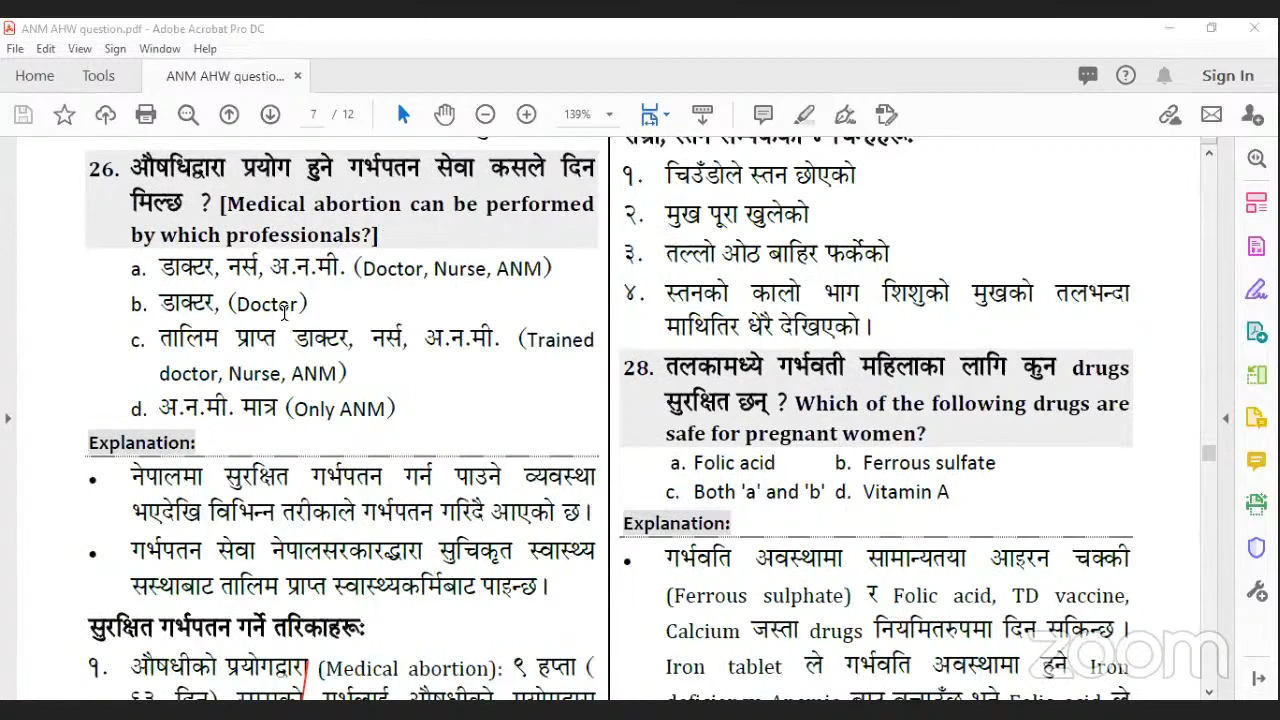 ANM AHW question.pdf - Adobe Acrobat Pro DC
File Edit View Sign Window Help
Home Tools ANM AHW questio... × Sign In
7 / 12 139%
26. औषधिद्वारा प्रयोग हुने गर्भपतन सेवा कसले दिन
मिल्छ ? [Medical abortion can be performed
by which professionals?]
a. डाक्टर, नर्स, अ.न.मी. (Doctor, Nurse, ANM)
b. डाक्टर, (Doctor)
c. तालिम प्राप्त डाक्टर, नर्स, अ.न.मी. (Trained
doctor, Nurse, ANM)
d. अ.न.मी. मात्र (Only ANM)
Explanation:
• नेपालमा सुरक्षित गर्भपतन गर्न पाउने व्यवस्था
भएदेखि विभिन्न तरीकाले गर्भपतन गरिदै आएको छ।
• गर्भपतन सेवा नेपालसरकारद्धारा सुचिकृत स्वास्थ्य
सस्थाबाट तालिम प्राप्त स्वास्थ्यकर्मिबाट पाइन्छ।
सुरक्षित गर्भपतन गर्ने तरिकाहरूः
१. औषधीको प्रयोगद्वारा (Medical abortion): ९ हप्ता (
१. चिउँडोले स्तन छोएको
२. मुख पूरा खुलेको
३. तल्लो ओठ बाहिर फर्केको
४. स्तनको कालो भाग शिशुको मुखको तलभन्दा
माथितिर धेरै देखिएको।
28. तलकामध्ये गर्भवती महिलाका लागि कुन drugs
सुरक्षित छन् ? Which of the following drugs are
safe for pregnant women?
a. Folic acid b. Ferrous sulfate
c. Both 'a' and 'b' d. Vitamin A
Explanation:
• गर्भवति अवस्थामा सामान्यतया आइरन चक्की
(Ferrous sulphate) र Folic acid, TD vaccine,
Calcium जस्ता drugs नियमितरुपमा दिन सकिन्छ।
Iron tablet ले गर्भवति अवस्थामा हुने Iron
zoom